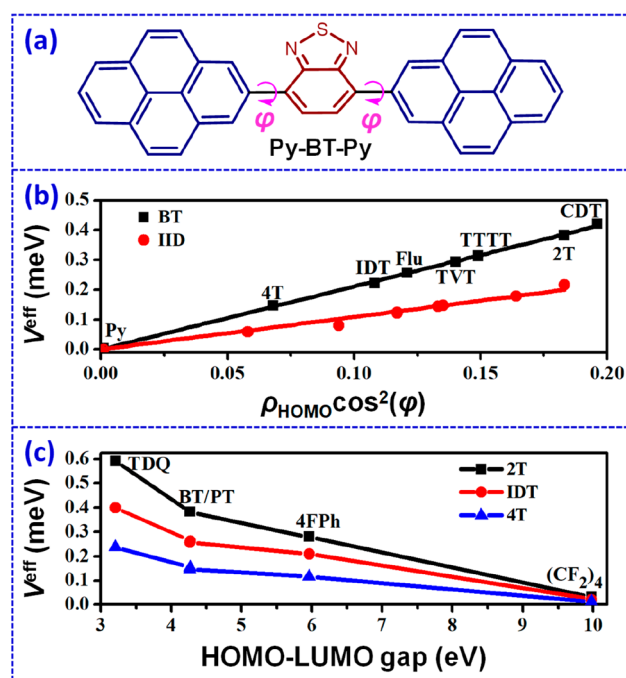 (a)
S
N N
φ φ
Py-BT-Py
(b)
0.5
0.4
0.3
0.2
0.1
0.0
V^eff (meV)
BT
IID
CDT
TTTT
2T
Flu
IDT
TVT
4T
Py
0.00 0.05 0.10 0.15 0.20
ρHOMOcos²(φ)
(c)
0.6
0.5
0.4
0.3
0.2
0.1
0.0
V^eff (meV)
TDQ
BT/PT
4FPh
(CF₂)₄
2T
IDT
4T
3 4 5 6 7 8 9 10
HOMO-LUMO gap (eV)